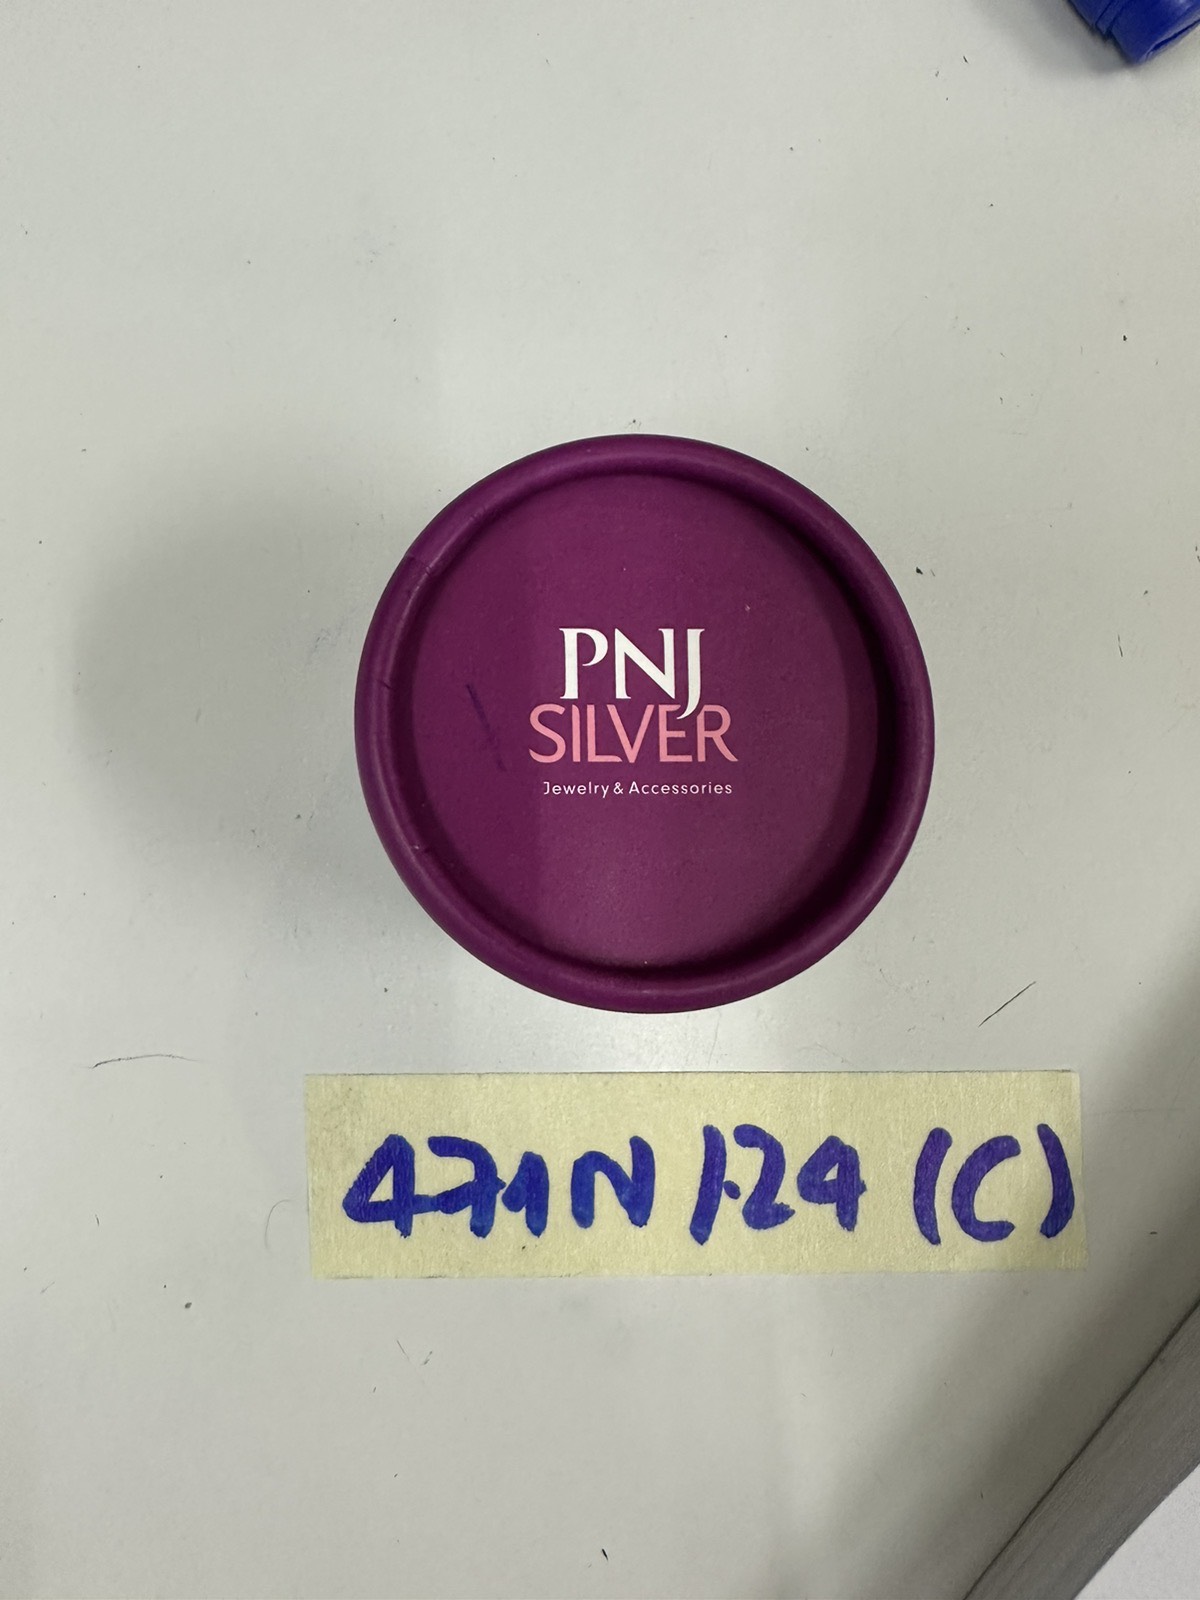 PNJ
SILVER
Jewelry & Accessories
471N 1.24 (C)